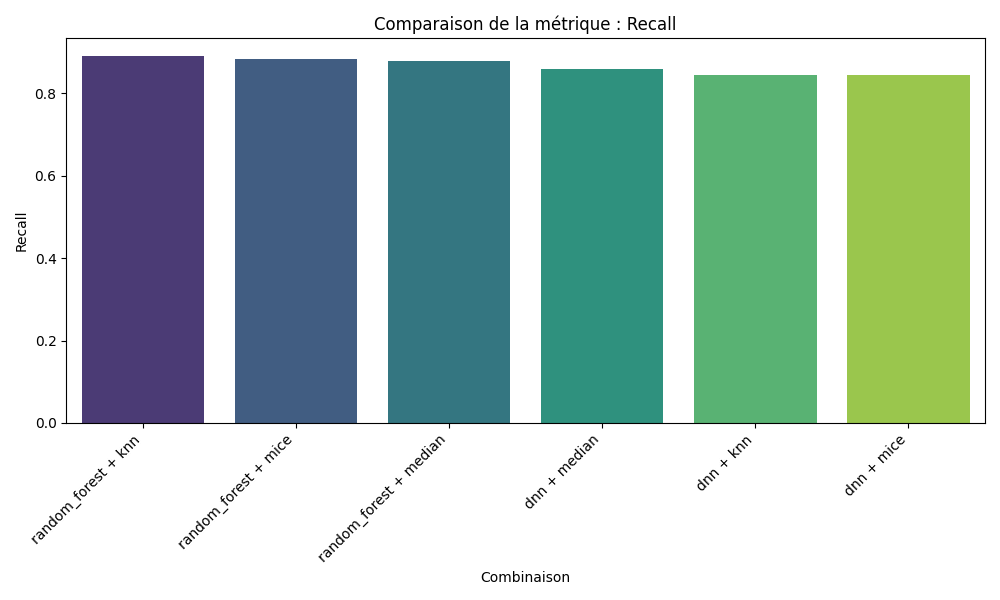 Comparaison de la métrique : Recall
Recall
0.8
0.6
0.4
0.2
0.0
random_forest + knn
random_forest + mice
random_forest + median
dnn + median
dnn + knn
dnn + mice
Combinaison